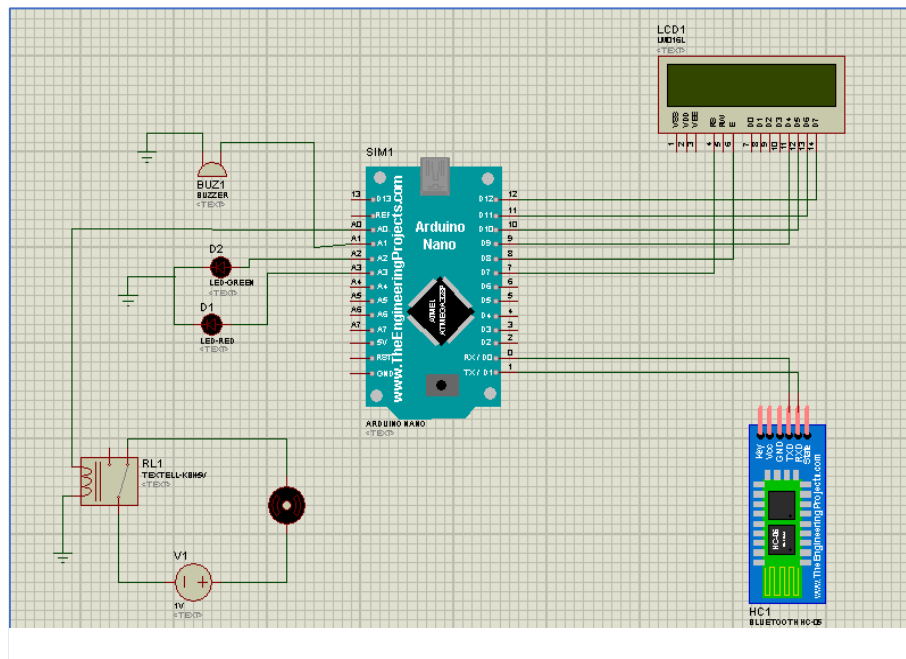 LCD1
LM016L
<TEXT>
VSS VDD VEE RS RW E D0 D1 D2 D3 D4 D5 D6 D7
1 2 3 4 5 6 7 8 9 10 11 12 13 14
BUZ1
BUZZER
<TEXT>
SIM1
Arduino
Nano
www.TheEngineeringProjects.com
ATMEL
ATMEGA328P
13 D13
REF
A0 A0
A1 A1
A2 A2
A3 A3
A4 A4
A5 A5
A6 A6
A7 A7
5V
RST
GND
D12 12
D11 11
D10 10
D9 9
D8 8
D7 7
D6 6
D5 5
D4 4
D3 3
D2 2
RX / D0 0
TX / D1 1
ARDUINO NANO
<TEXT>
D2
LED-GREEN
<TEXT>
D1
LED-RED
<TEXT>
RL1
TEXTELL-KBH5V
<TEXT>
V1
1V
<TEXT>
Key Vcc GND TXD RXD State
HC-05
www.TheEngineeringProjects.com
HC1
BLUETOOTH HC-05